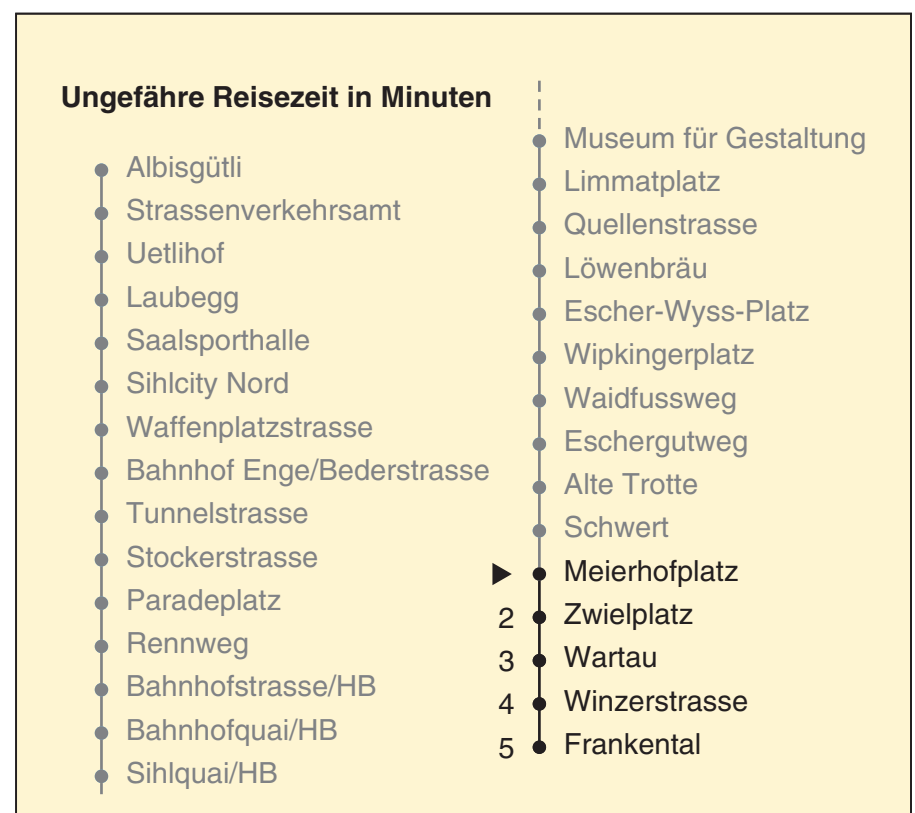 Ungefähre Reisezeit in Minuten
Albisgütli
Strassenverkehrsamt
Uetlihof
Laubegg
Saalsporthalle
Sihlcity Nord
Waffenplatzstrasse
Bahnhof Enge/Bederstrasse
Tunnelstrasse
Stockerstrasse
Paradeplatz
Rennweg
Bahnhofstrasse/HB
Bahnhofquai/HB
Sihlquai/HB
Museum für Gestaltung
Limmatplatz
Quellenstrasse
Löwenbräu
Escher-Wyss-Platz
Wipkingerplatz
Waidfussweg
Eschergutweg
Alte Trotte
Schwert
Meierhofplatz
2 Zwielplatz
3 Wartau
4 Winzerstrasse
5 Frankental